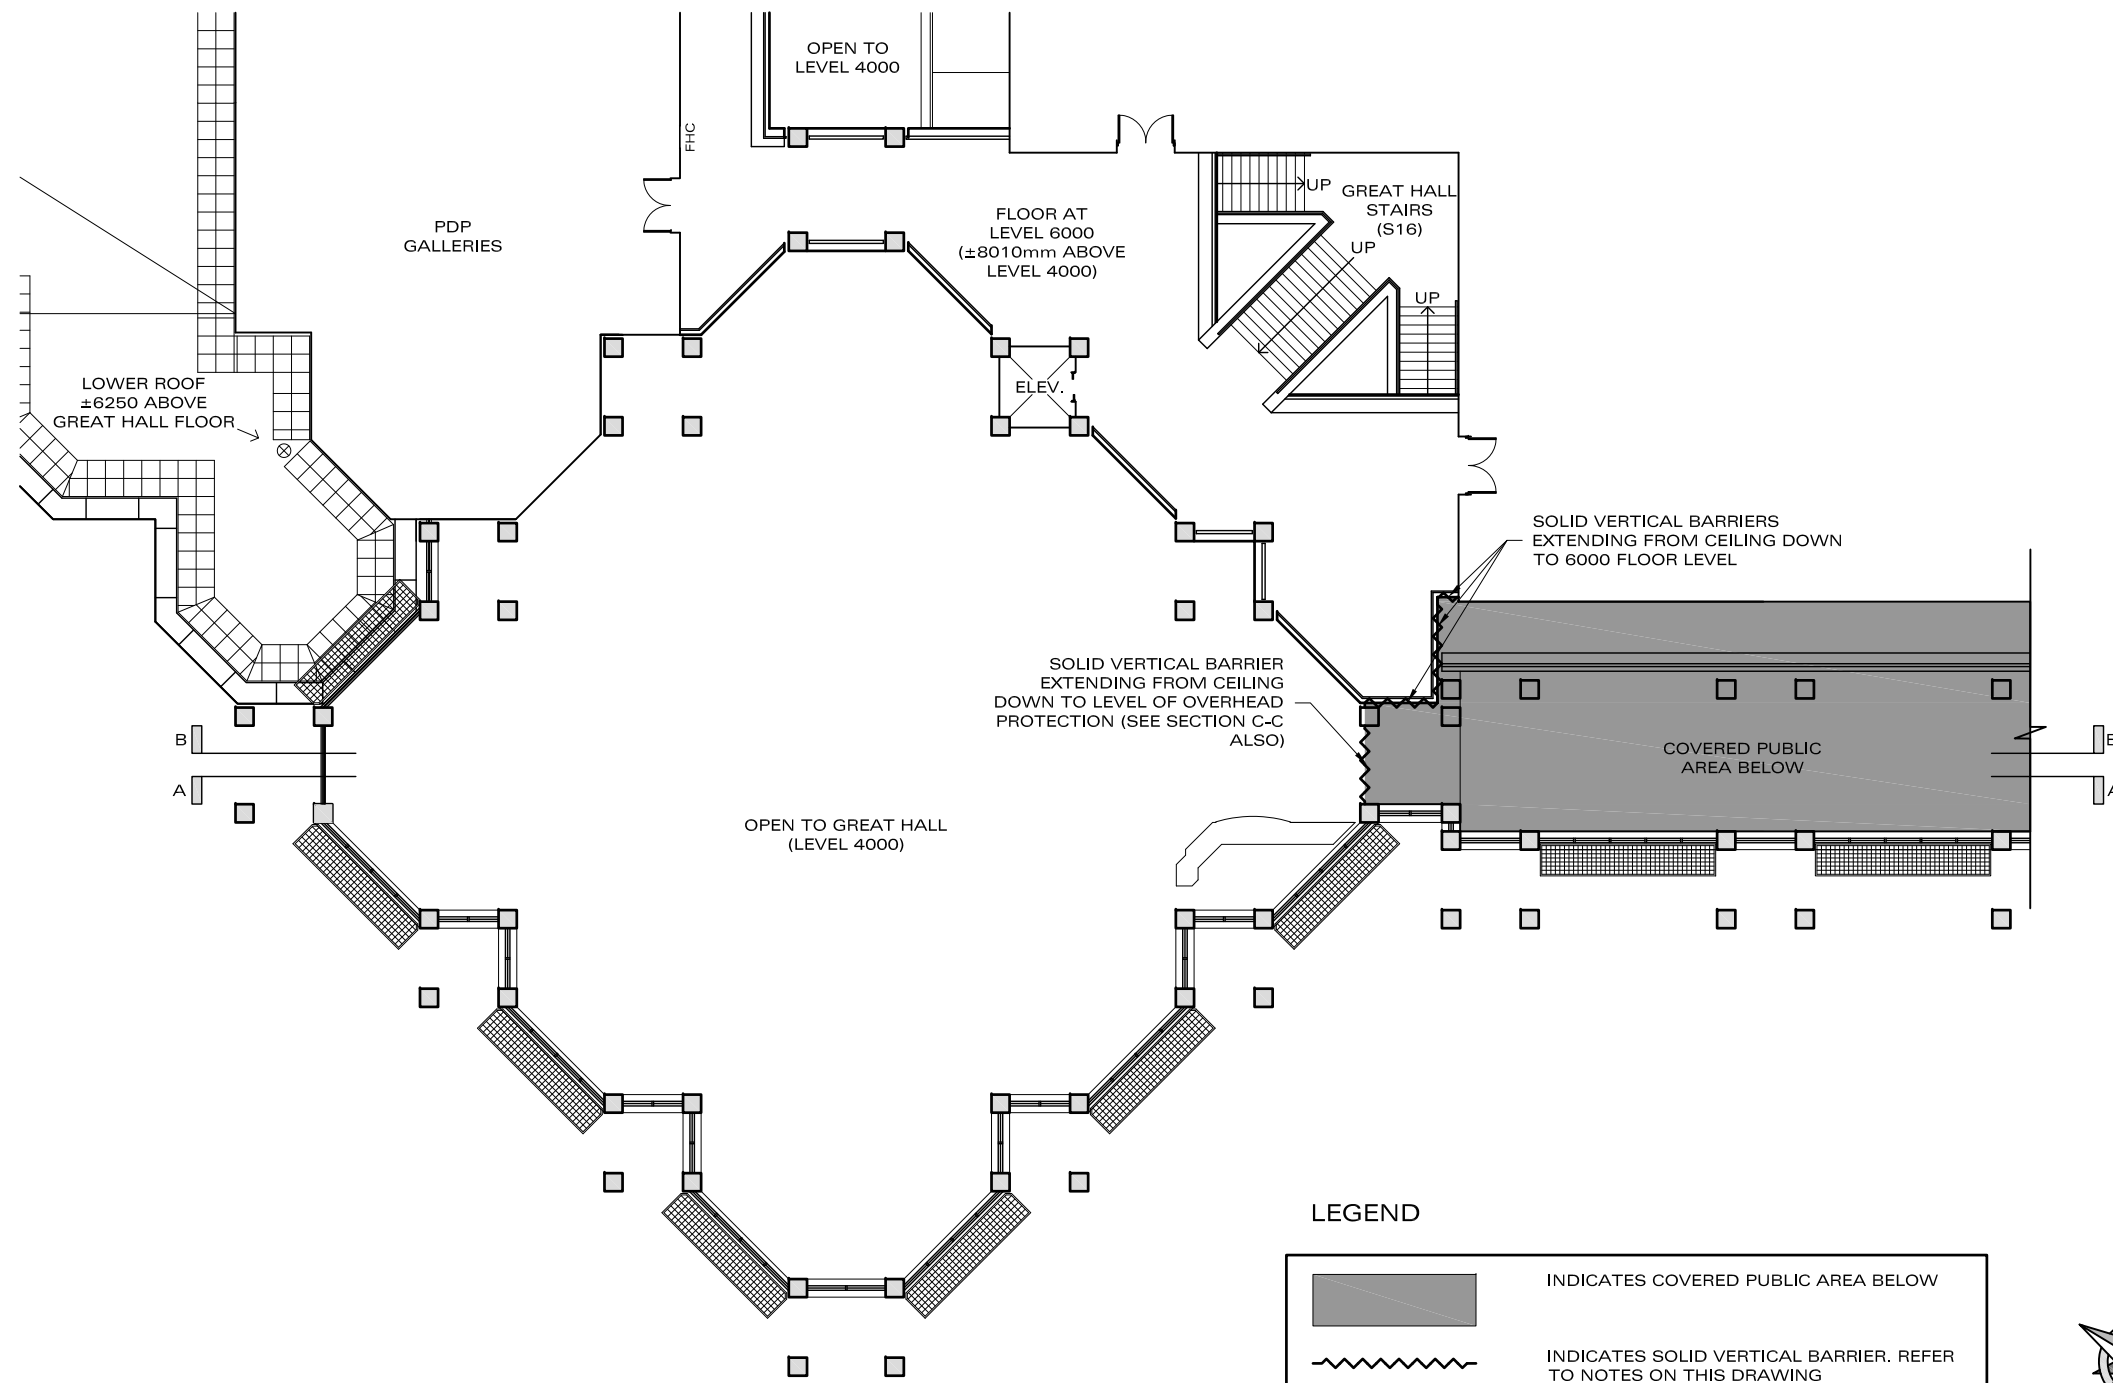 OPEN TO
LEVEL 4000
FHC
PDP
GALLERIES
FLOOR AT
LEVEL 6000
(±8010mm ABOVE
LEVEL 4000)
UP
GREAT HALL
STAIRS
(S16)
UP
UP
LOWER ROOF
±6250 ABOVE
GREAT HALL FLOOR
ELEV.
SOLID VERTICAL BARRIERS
EXTENDING FROM CEILING DOWN
TO 6000 FLOOR LEVEL
SOLID VERTICAL BARRIER
EXTENDING FROM CEILING
DOWN TO LEVEL OF OVERHEAD
PROTECTION (SEE SECTION C-C
ALSO)
COVERED PUBLIC
AREA BELOW
B
A
OPEN TO GREAT HALL
(LEVEL 4000)
LEGEND
INDICATES COVERED PUBLIC AREA BELOW
INDICATES SOLID VERTICAL BARRIER. REFER
TO NOTES ON THIS DRAWING